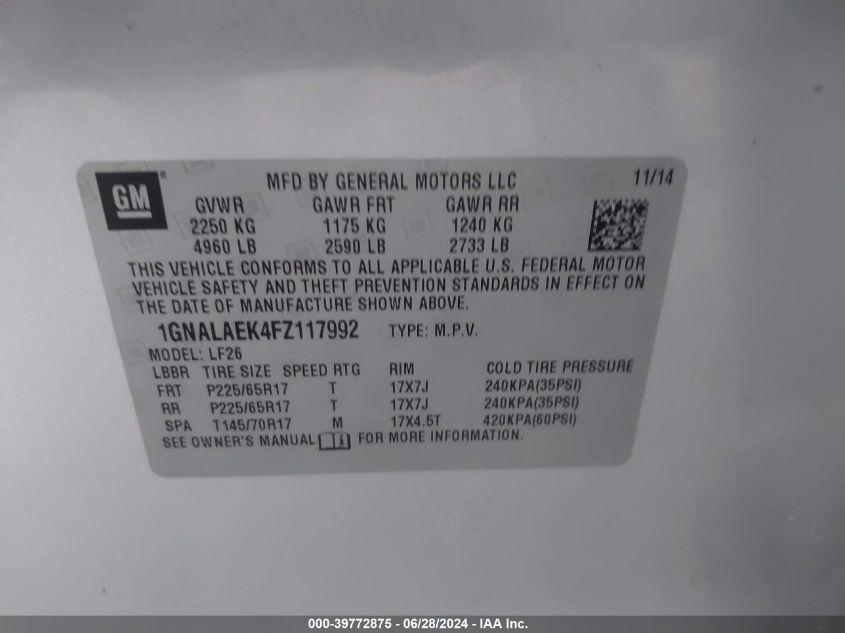 GM ® MFD BY GENERAL MOTORS LLC 11/14
GVWR GAWR FRT GAWR RR
2250 KG 1175 KG 1240 KG
4960 LB 2590 LB 2733 LB
THIS VEHICLE CONFORMS TO ALL APPLICABLE U.S. FEDERAL MOTOR
VEHICLE SAFETY AND THEFT PREVENTION STANDARDS IN EFFECT ON
THE DATE OF MANUFACTURE SHOWN ABOVE.
1GNALAEK4FZ117992 TYPE: M.P.V.
MODEL: LF26
LBBR TIRE SIZE SPEED RTG RIM COLD TIRE PRESSURE
FRT P225/65R17 T 17X7J 240KPA(35PSI)
RR P225/65R17 T 17X7J 240KPA(35PSI)
SPA T145/70R17 M 17X4.5T 420KPA(60PSI)
SEE OWNER'S MANUAL FOR MORE INFORMATION.
000-39772875 / 06/28/2024 - IAA Inc.